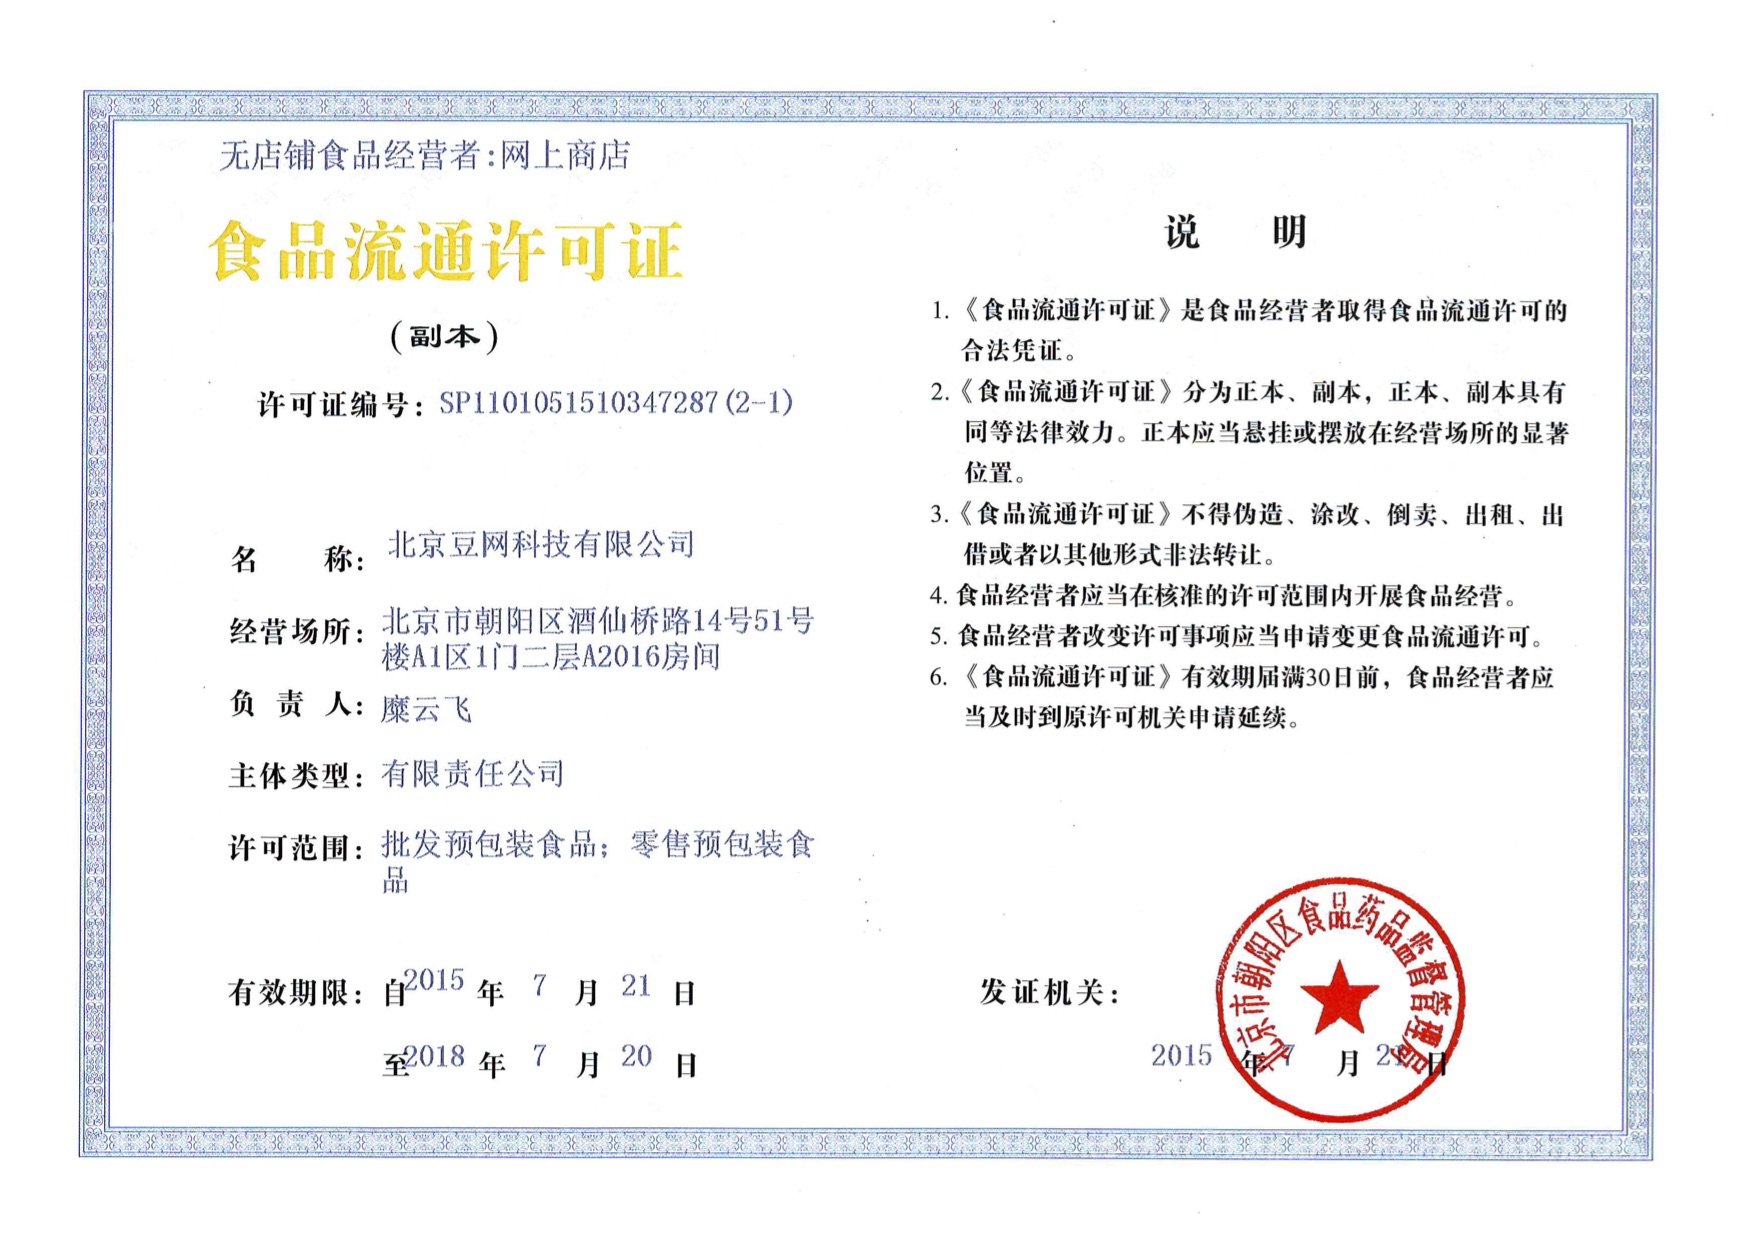 无店铺食品经营者:网上商店
食品流通许可证
(副本)
许可证编号: SP1101051510347287(2-1)
名 称: 北京豆网科技有限公司
经营场所: 北京市朝阳区酒仙桥路14号51号
楼A1区1门二层A2016房间
负 责 人: 糜云飞
主体类型: 有限责任公司
许可范围: 批发预包装食品；零售预包装食
品
有效期限: 自2015 年 7 月 21 日
至2018 年 7 月 20 日
说 明
1.《食品流通许可证》是食品经营者取得食品流通许可的
合法凭证。
2.《食品流通许可证》分为正本、副本，正本、副本具有
同等法律效力。正本应当悬挂或摆放在经营场所的显著
位置。
3.《食品流通许可证》不得伪造、涂改、倒卖、出租、出
借或者以其他形式非法转让。
4. 食品经营者应当在核准的许可范围内开展食品经营。
5. 食品经营者改变许可事项应当申请变更食品流通许可。
6.《食品流通许可证》有效期届满30日前，食品经营者应
当及时到原许可机关申请延续。
发证机关:
北京市朝阳区食品药品监督管理局
2015 年 7 月 21 日